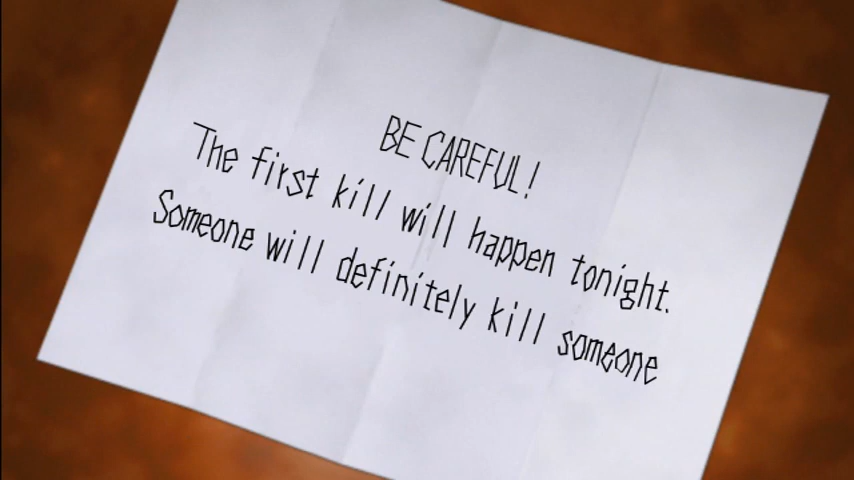 BE CAREFUL!
The first kill will happen tonight.
Someone will definitely kill someone